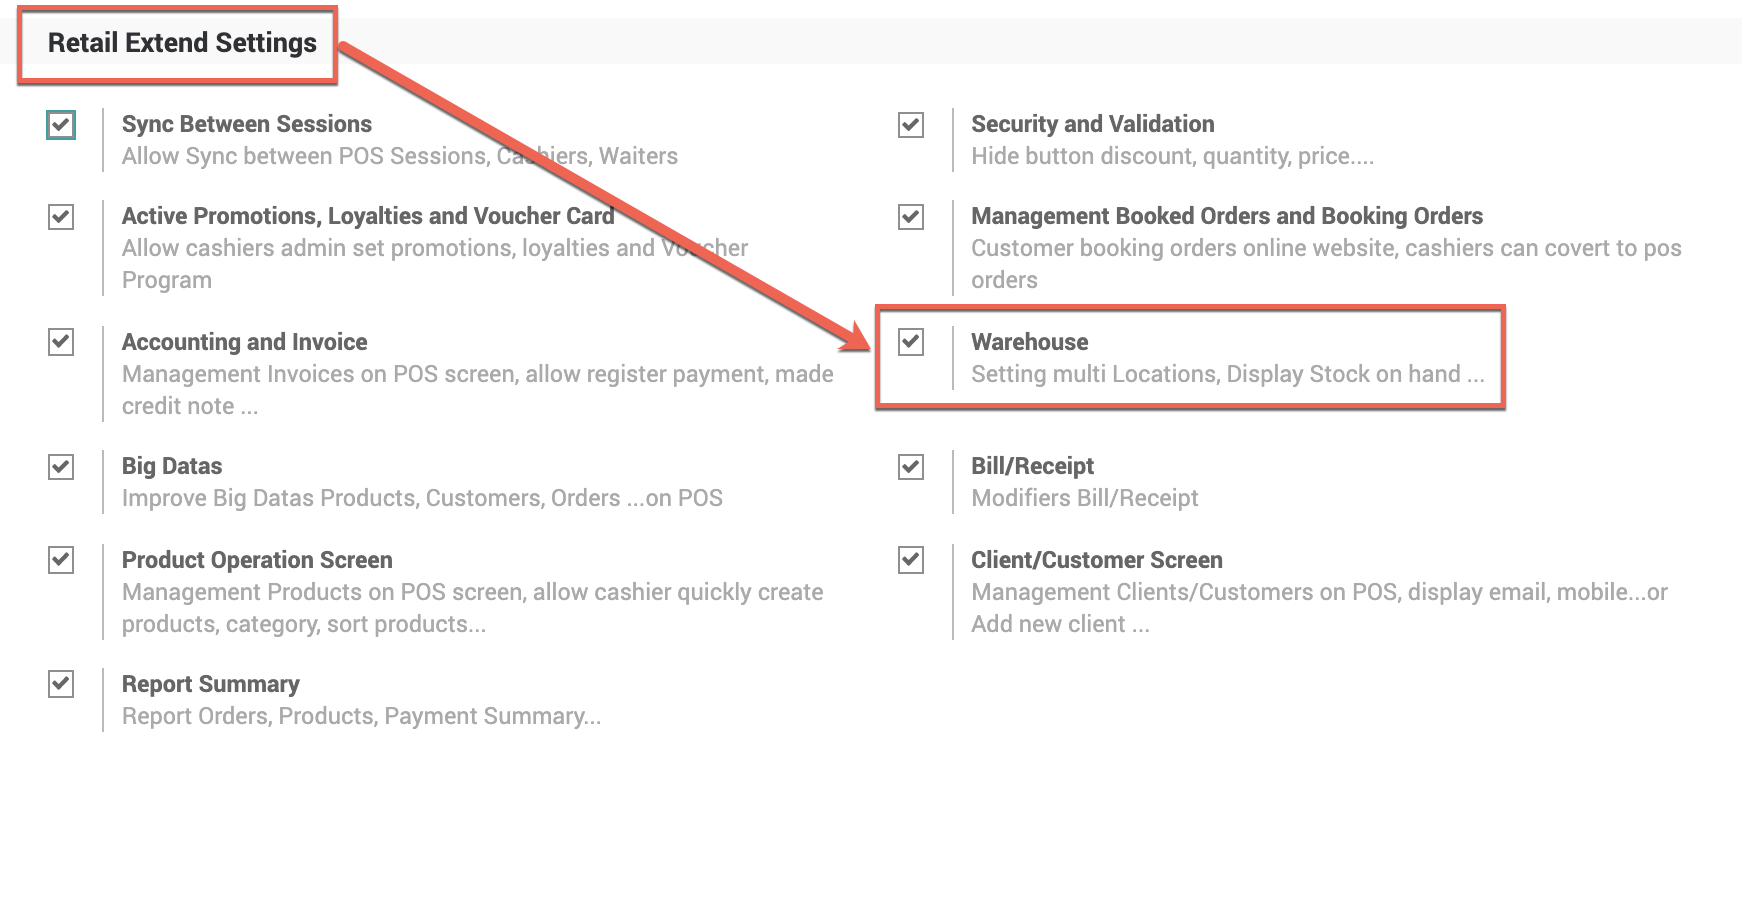 Retail Extend Settings
Sync Between Sessions
Allow Sync between POS Sessions, Cashiers, Waiters
Security and Validation
Hide button discount, quantity, price....
Active Promotions, Loyalties and Voucher Card
Allow cashiers admin set promotions, loyalties and Voucher
Program
Management Booked Orders and Booking Orders
Customer booking orders online website, cashiers can covert to pos
orders
Accounting and Invoice
Management Invoices on POS screen, allow register payment, made
credit note ...
Warehouse
Setting multi Locations, Display Stock on hand ...
Big Datas
Improve Big Datas Products, Customers, Orders ...on POS
Bill/Receipt
Modifiers Bill/Receipt
Product Operation Screen
Management Products on POS screen, allow cashier quickly create
products, category, sort products...
Client/Customer Screen
Management Clients/Customers on POS, display email, mobile...or
Add new client ...
Report Summary
Report Orders, Products, Payment Summary...